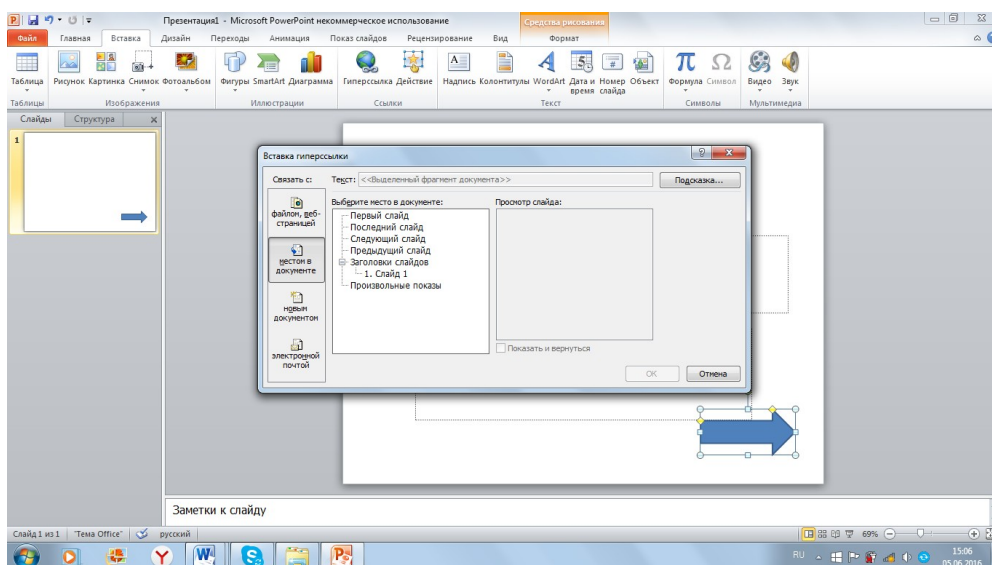 Презентация1 - Microsoft PowerPoint некоммерческое использование
Средства рисования
Файл Главная Вставка Дизайн Переходы Анимация Показ слайдов Рецензирование Вид Формат
Таблица Рисунок Картинка Снимок Фотоальбом Фигуры SmartArt Диаграмма Гиперссылка Действие Надпись Колонтитулы WordArt Дата и время Номер слайда Объект Формула Символ Видео Звук
Таблицы Изображения Иллюстрации Ссылки Текст Символы Мультимедиа
Слайды Структура
1
Вставка гиперссылки
Связать с: Текст: <<Выделенный фрагмент документа>> Подсказка...
файлом, веб-
страницей
местом в
документе
новым
документом
электронной
почтой
Выберите место в документе:
Первый слайд
Последний слайд
Следующий слайд
Предыдущий слайд
Заголовки слайдов
1. Слайд 1
Произвольные показы
Просмотр слайда:
Показать и вернуться
ОК Отмена
Заметки к слайду
Слайд 1 из 1 "Тема Office" русский 69%
RU 15:06
05.06.2016